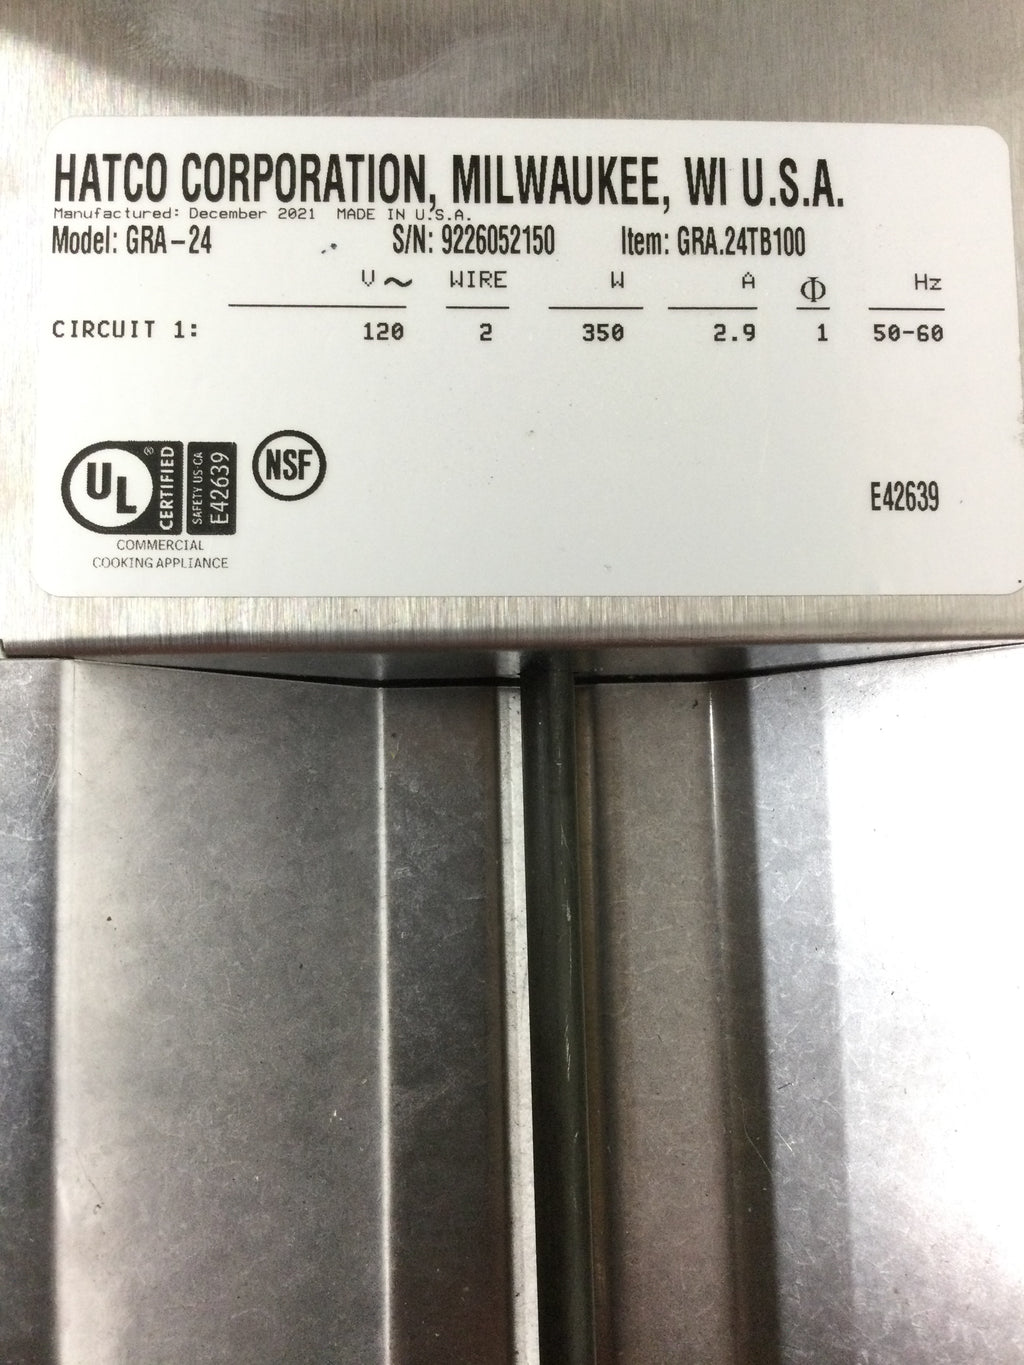 HATCO CORPORATION, MILWAUKEE, WI U.S.A.
Manufactured: December 2021 MADE IN U.S.A.
Model: GRA-24 S/N: 9226052150 Item: GRA.24TB100
V ~ WIRE W A Φ Hz
CIRCUIT 1: 120 2 350 2.9 1 50-60
UL ® CERTIFIED SAFETY US-CA E42639
NSF
E42639
COMMERCIAL
COOKING APPLIANCE